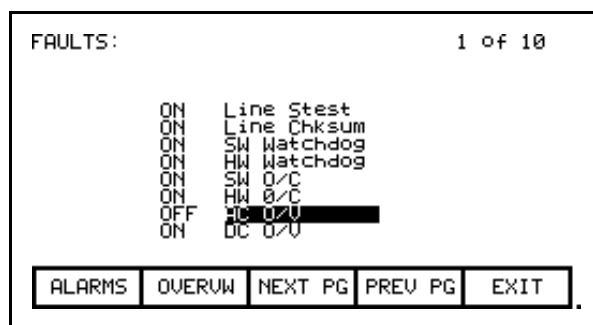 FAULTS: 1 of 10
ON Line Stest
ON Line Chksum
ON SW Watchdog
ON HW Watchdog
ON SW O/C
ON HW O/C
OFF AC O/V
ON DC O/V
ALARMS OVERVW NEXT PG PREV PG EXIT
.